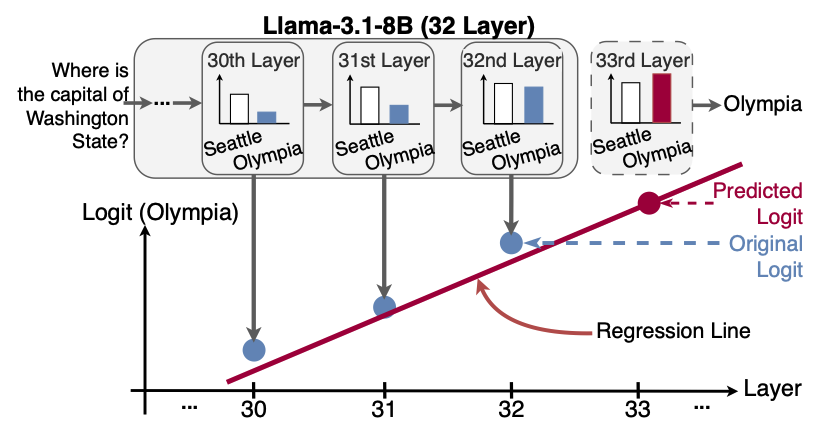 Llama-3.1-8B (32 Layer)
Where is
the capital of
Washington
State?
...
30th Layer
Seattle
Olympia
31st Layer
Seattle
Olympia
32nd Layer
Seattle
Olympia
33rd Layer
Seattle
Olympia
Olympia
Logit (Olympia)
Predicted
Logit
Original
Logit
Regression Line
Layer
... 30 31 32 33 ...